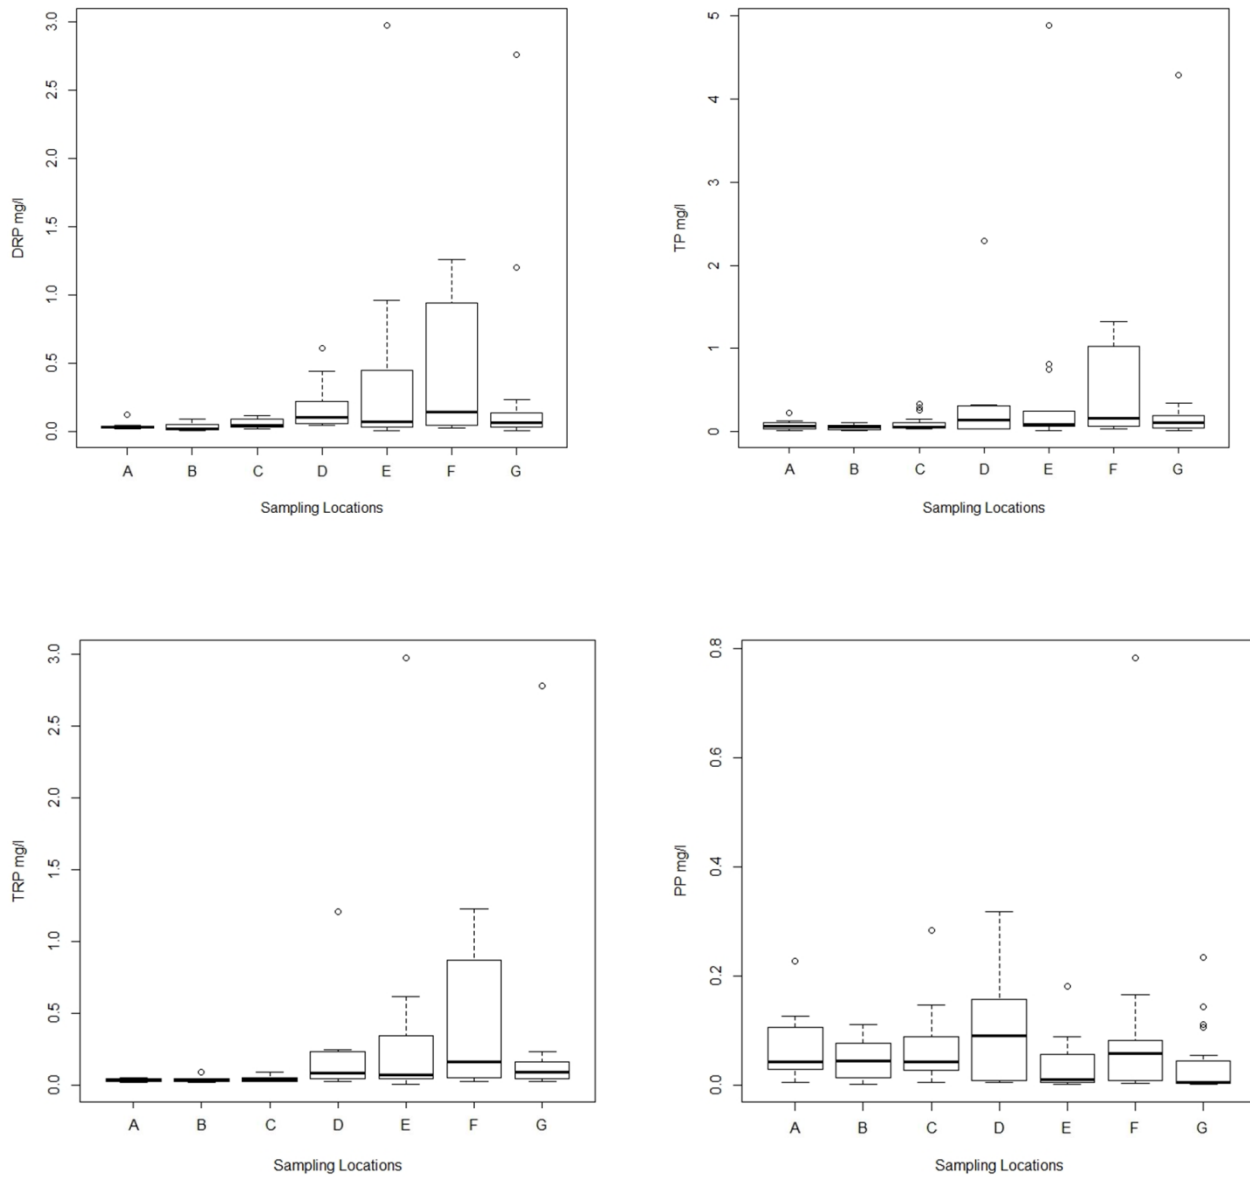 3.0
2.5
2.0
1.5
1.0
0.5
0.0
DRP mg/l
A B C D E F G
Sampling Locations
5
4
3
2
1
0
TP mg/l
A B C D E F G
Sampling Locations
3.0
2.5
2.0
1.5
1.0
0.5
0.0
TRP mg/l
A B C D E F G
Sampling Locations
0.8
0.6
0.4
0.2
0.0
PP mg/l
A B C D E F G
Sampling Locations